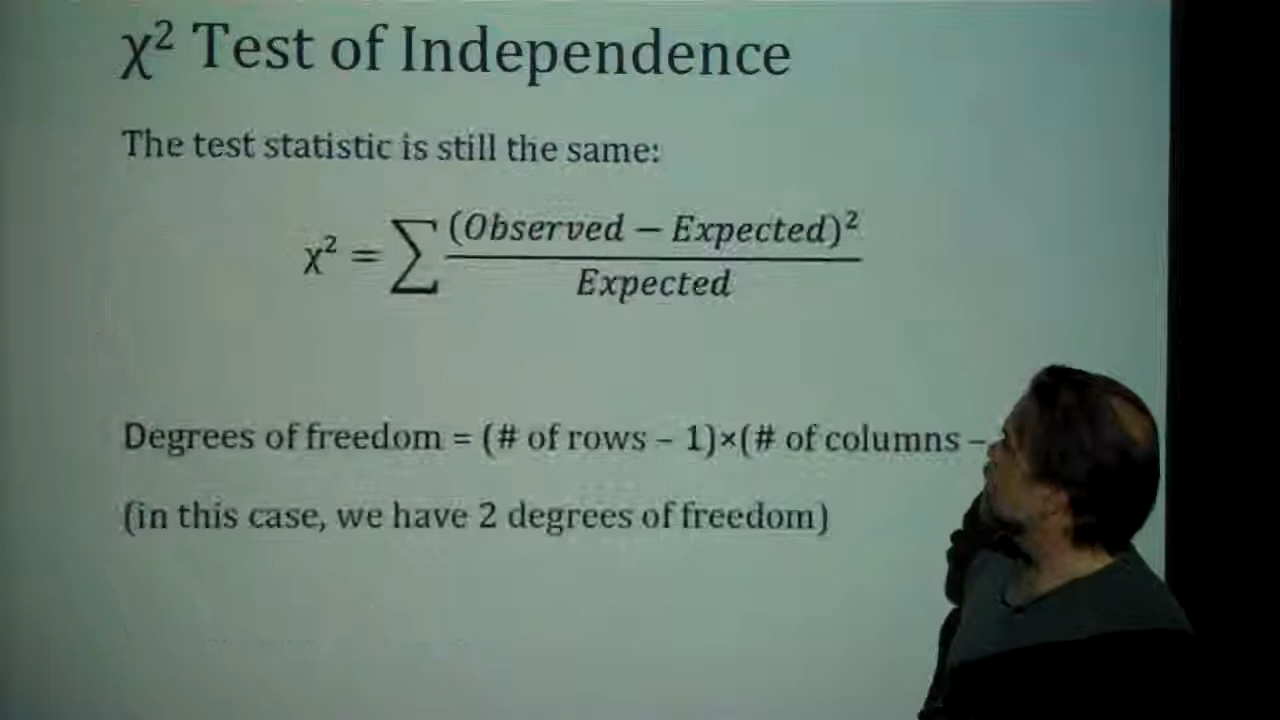 χ² Test of Independence
The test statistic is still the same:
χ² = ∑ (Observed − Expected)² / Expected
Degrees of freedom = (# of rows – 1)×(# of columns –
(in this case, we have 2 degrees of freedom)